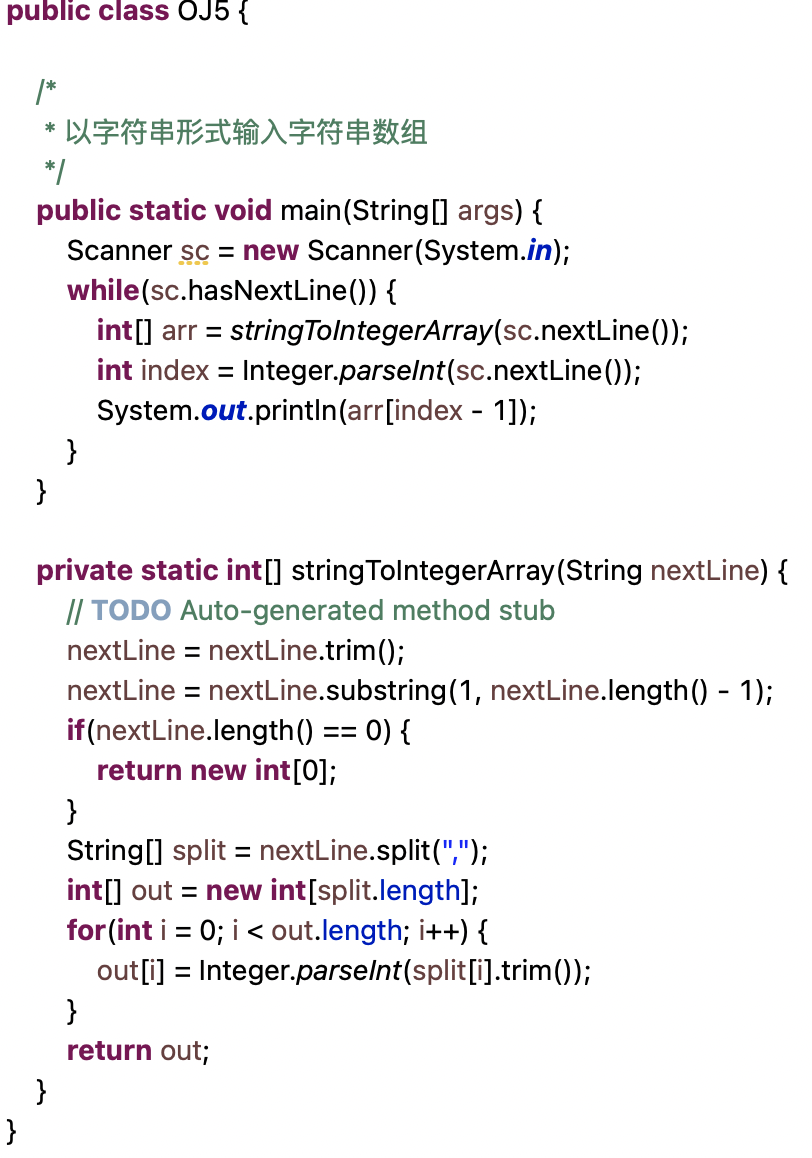 public class OJ5 {
/*
* 以字符串形式输入字符串数组
*/
public static void main(String[] args) {
Scanner sc = new Scanner(System.in);
while(sc.hasNextLine()) {
int[] arr = stringToIntegerArray(sc.nextLine());
int index = Integer.parseInt(sc.nextLine());
System.out.println(arr[index - 1]);
}
}
private static int[] stringToIntegerArray(String nextLine) {
// TODO Auto-generated method stub
nextLine = nextLine.trim();
nextLine = nextLine.substring(1, nextLine.length() - 1);
if(nextLine.length() == 0) {
return new int[0];
}
String[] split = nextLine.split(",");
int[] out = new int[split.length];
for(int i = 0; i < out.length; i++) {
out[i] = Integer.parseInt(split[i].trim());
}
return out;
}
}